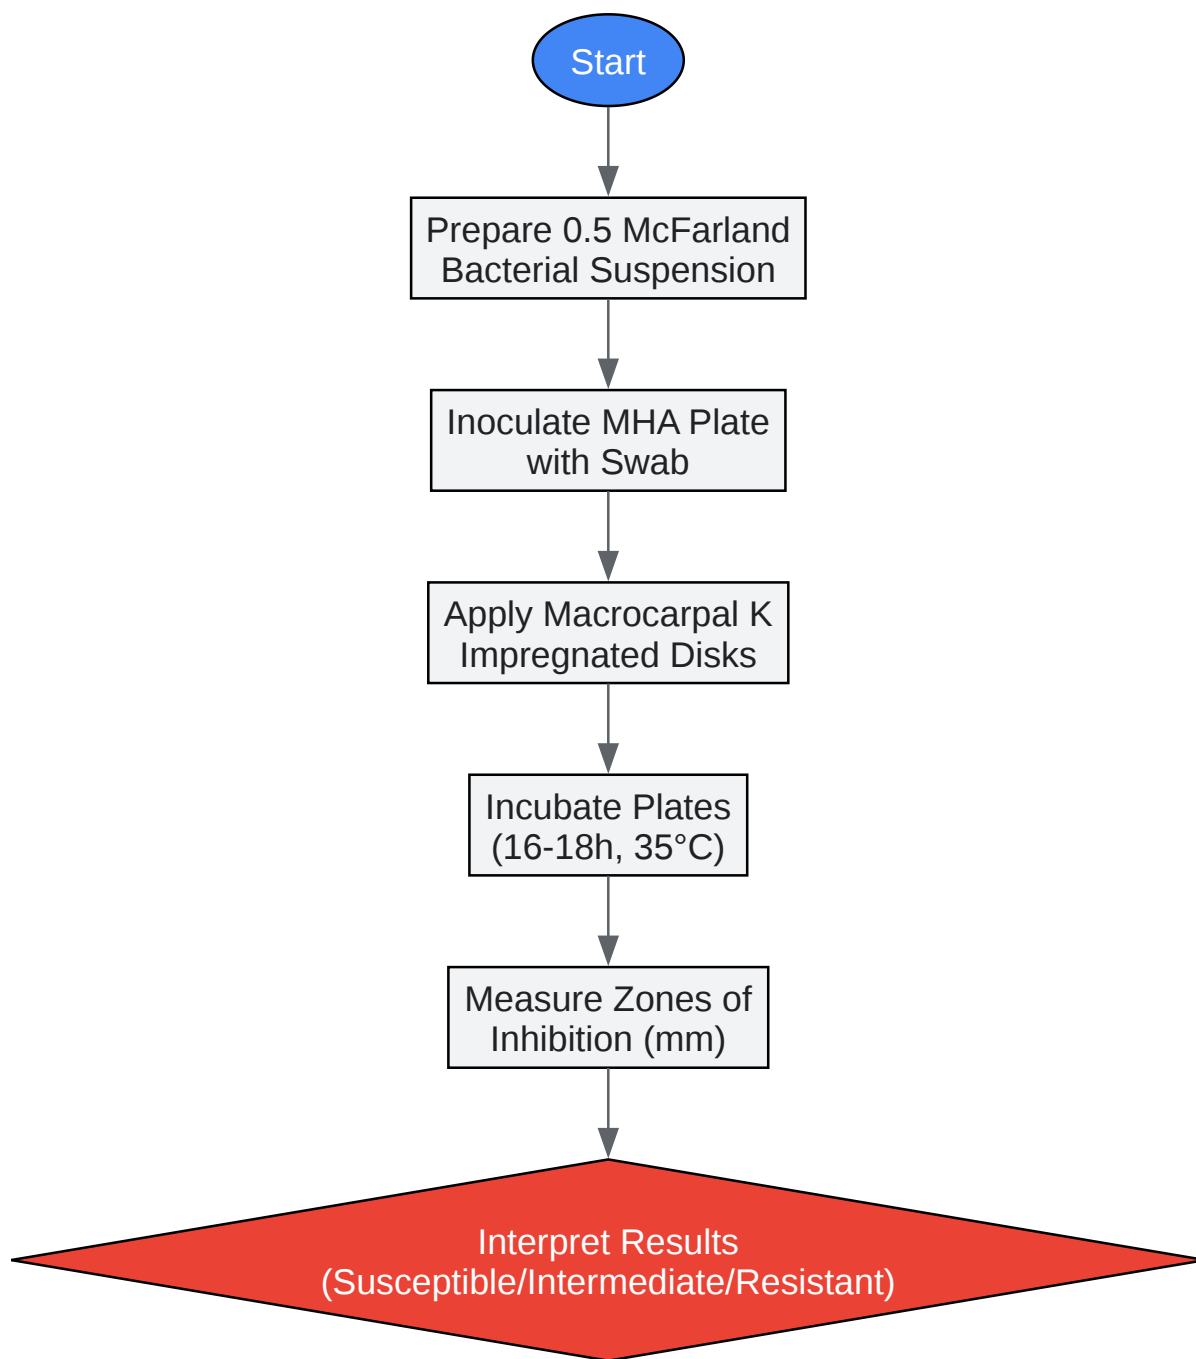 Start
Prepare 0.5 McFarland
Bacterial Suspension
Inoculate MHA Plate
with Swab
Apply Macrocarpal K
Impregnated Disks
Incubate Plates
(16-18h, 35°C)
Measure Zones of
Inhibition (mm)
Interpret Results
(Susceptible/Intermediate/Resistant)